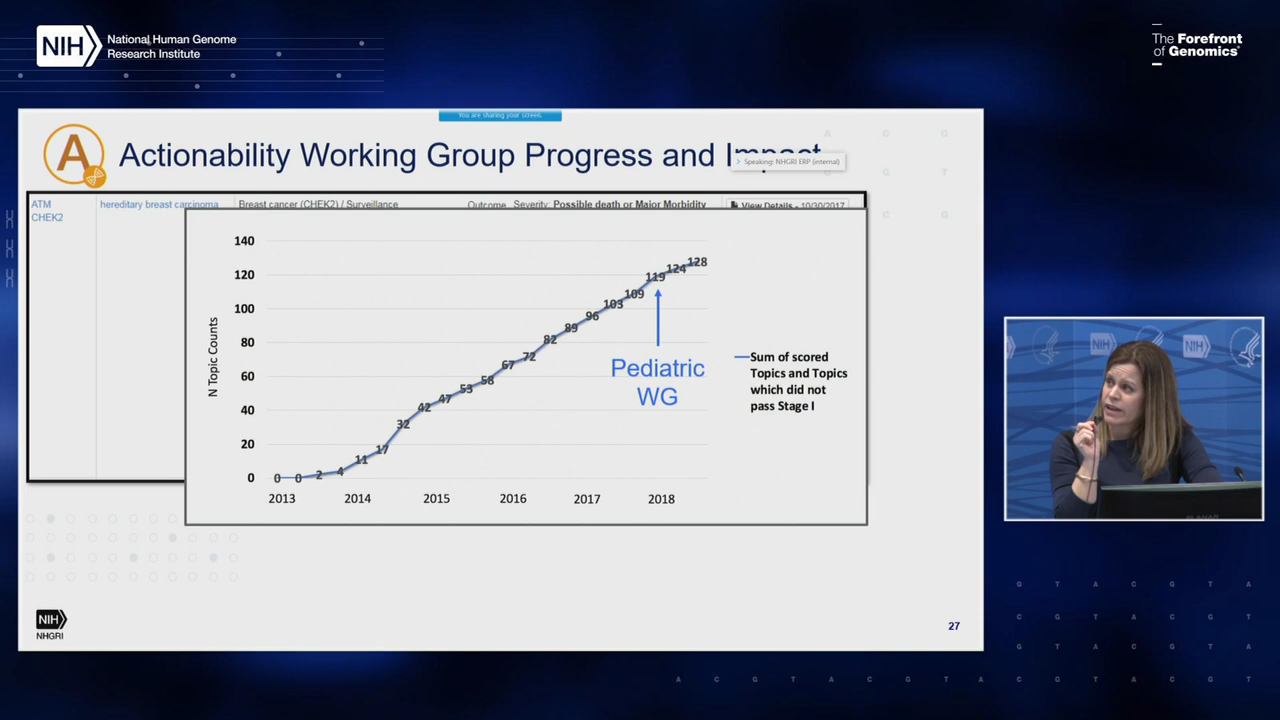 NIH
National Human Genome
Research Institute
The Forefront
of Genomics
You are sharing your screen.
A
Actionability Working Group Progress and Impact
Speaking: NHGRI ERP (internal)
ATM
CHEK2
hereditary breast carcinoma
Breast cancer (CHEK2) / Surveillance
Outcome
Severity: Possible death or Major Morbidity
View Details - 10/30/2017
140
120
100
80
60
40
20
0
N Topic Counts
0 0 2 4 11 17 32 42 47 53 58 67 72 82 89 96 103 109 119 124 128
Pediatric
WG
2013 2014 2015 2016 2017 2018
Sum of scored
Topics and Topics
which did not
pass Stage I
NIH
NHGRI
27
NIH
NIH
A G G
G T
C G
G T A C G T A
C G T A C G T
G T A C G T A
A C G T A C G T A C G T A C G T